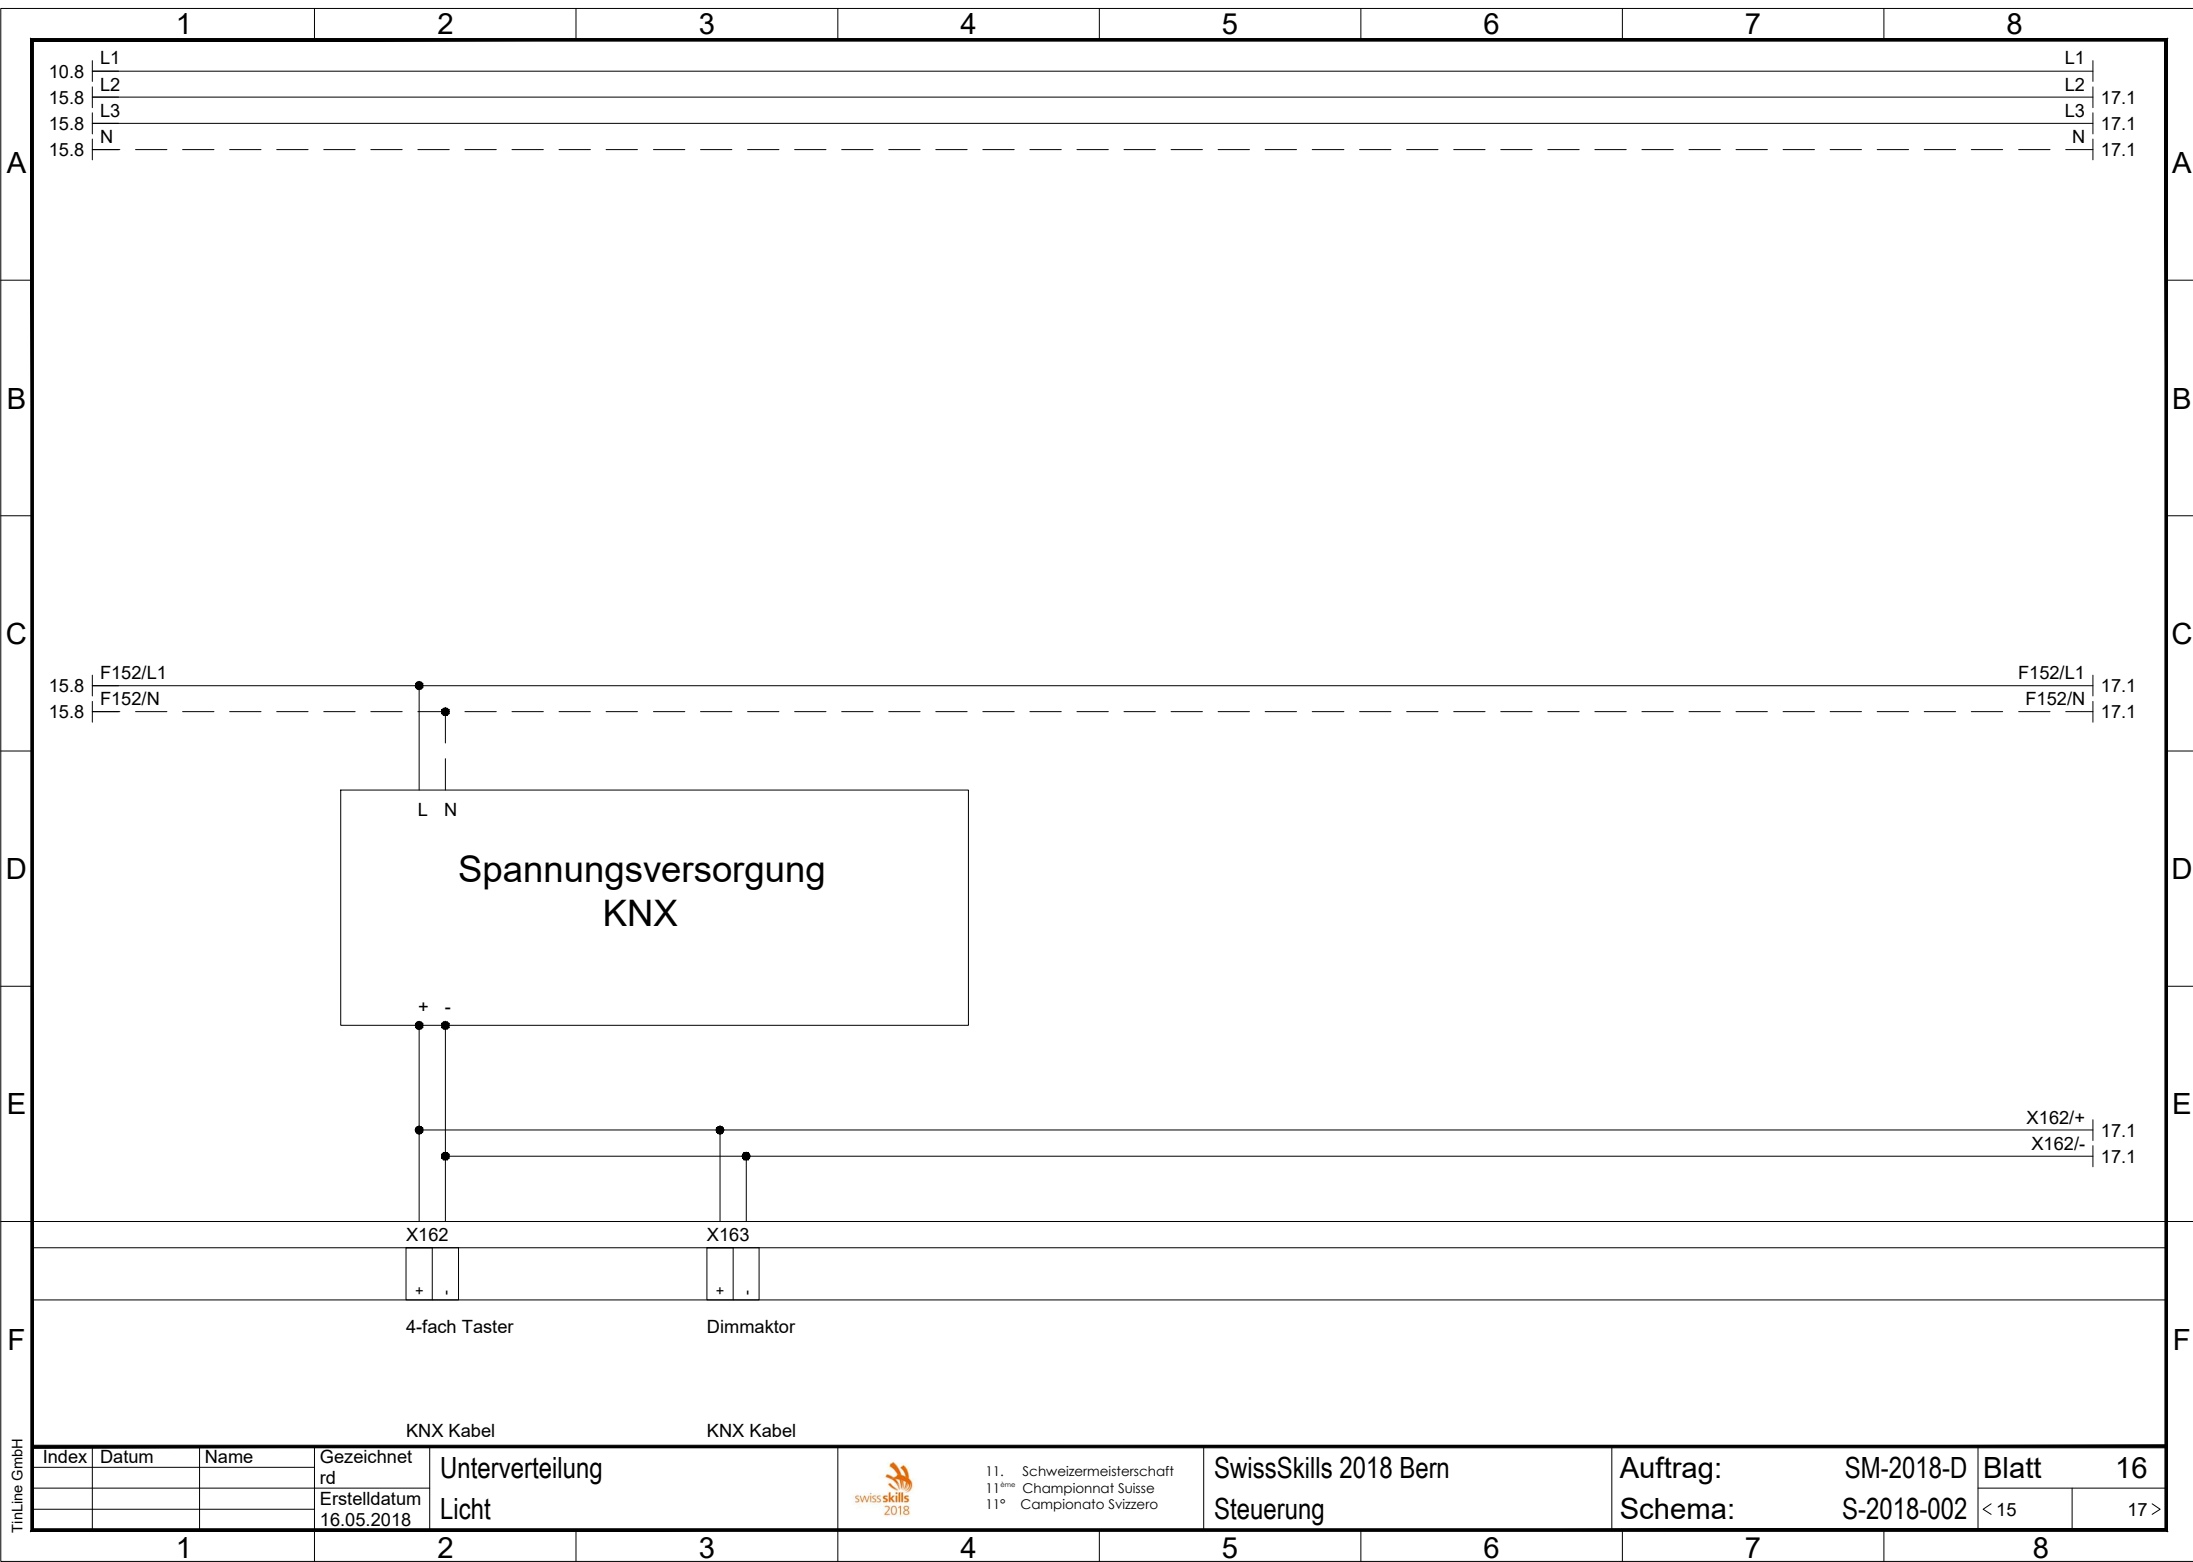 1 2 3 4 5 6 7 8
10.8 L1 L1
15.8 L2 L2 17.1
15.8 L3 L3 17.1
15.8 N N 17.1
A A
B B
C C
15.8 F152/L1 F152/L1 17.1
15.8 F152/N F152/N 17.1
L N
D D
Spannungsversorgung
KNX
+ -
E E
X162/+ 17.1
X162/- 17.1
X162 X163
+ - + -
4-fach Taster Dimmaktor
F F
KNX Kabel KNX Kabel
TinLine GmbH
Index Datum Name Gezeichnet
rd
Erstelldatum
16.05.2018
Unterverteilung
Licht
swiss skills
2018
11. Schweizermeisterschaft
11ème Championnat Suisse
11° Campionato Svizzero
SwissSkills 2018 Bern
Steuerung
Auftrag: SM-2018-D
Schema: S-2018-002
Blatt 16
< 15 17 >
1 2 3 4 5 6 7 8